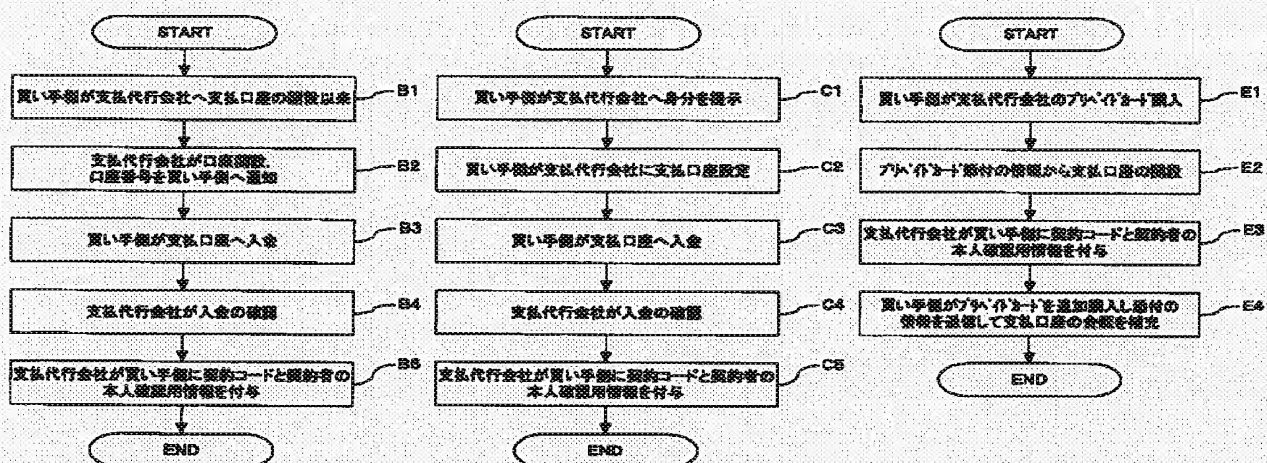 START
買い手側が支払代行会社へ支払口座の開設以来
B1
支払代行会社が口座開設、
口座番号を買い手側へ通知
B2
買い手側が支払口座へ入金
B3
支払代行会社が入金の確認
B4
支払代行会社が買い手側に契約コードと契約者の
本人確認用情報を付与
B5
END
START
買い手側が支払代行会社へ身分を提示
C1
買い手側が支払代行会社に支払口座設定
C2
買い手側が支払口座へ入金
C3
支払代行会社が入金の確認
C4
支払代行会社が買い手側に契約コードと契約者の
本人確認用情報を付与
C5
END
START
買い手側が支払代行会社のプリペイドカード購入
E1
プリペイドカード添付の情報から支払口座の開設
E2
支払代行会社が買い手側に契約コードと契約者の
本人確認用情報を付与
E3
買い手側がプリペイドカードを追加購入し添付の
情報を送信して支払口座の金額を補充
E4
END